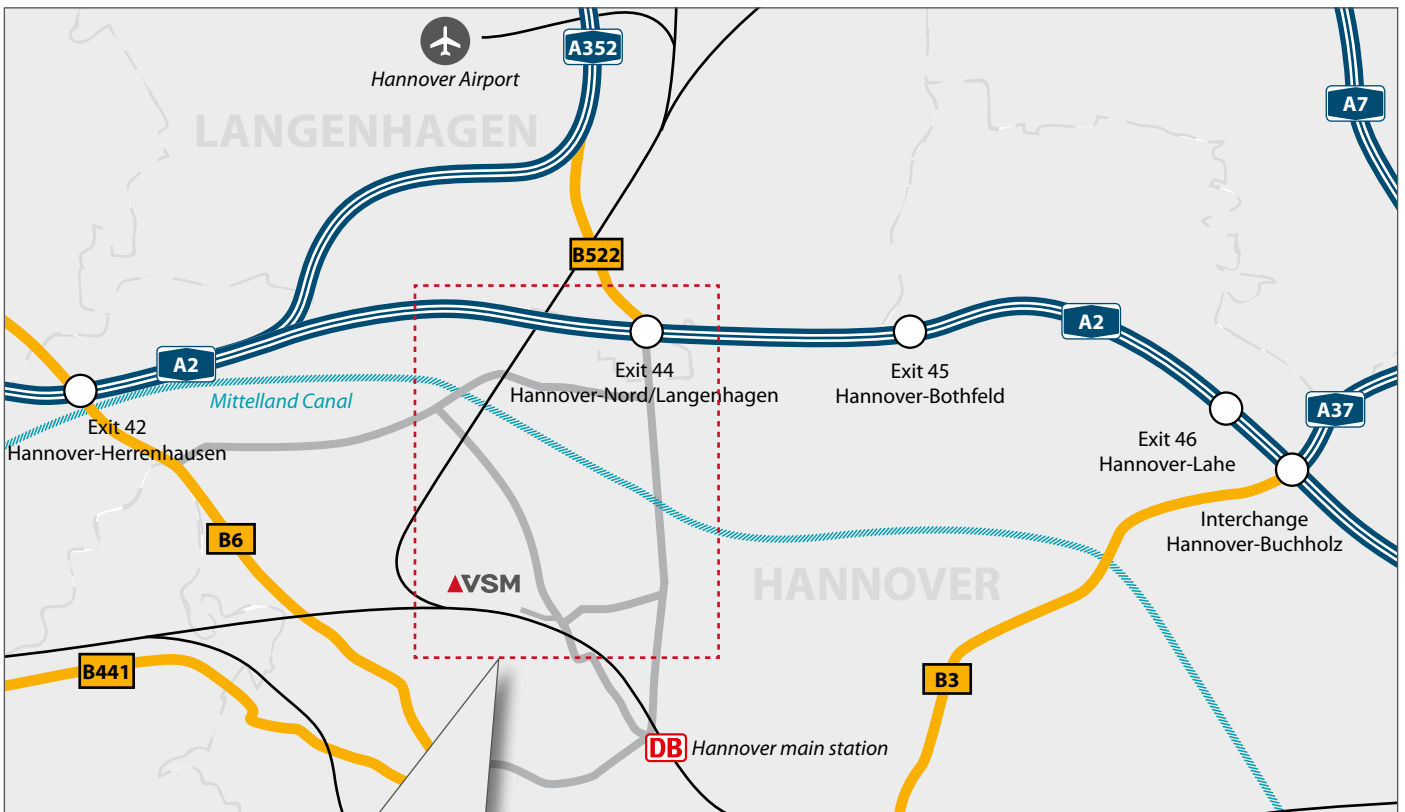 A352
Hannover Airport
A7
LANGENHAGEN
B522
A2
A2
Exit 44
Hannover-Nord/Langenhagen
Exit 45
Hannover-Bothfeld
Mittelland Canal
A37
Exit 42
Hannover-Herrenhausen
Exit 46
Hannover-Lahe
Interchange
Hannover-Buchholz
B6
VSM
HANNOVER
B441
B3
DB Hannover main station